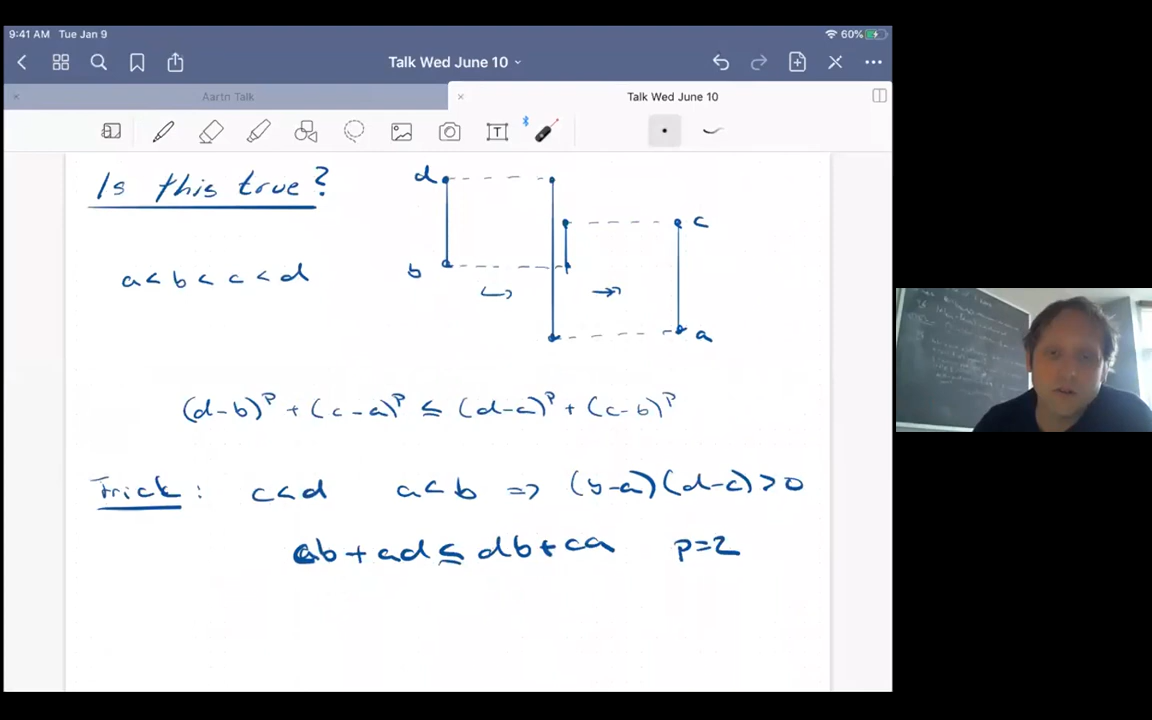 9:41 AM Tue Jan 9
60%
Talk Wed June 10
Aartn Talk
Talk Wed June 10
T
Is this true?
d
c
b
a
a < b < c < d
(d-b)^p + (c-a)^p ≤ (d-a)^p + (c-b)^p
Trick: c<d a<b => (b-a)(d-c)>0
cb + ad ≤ db + ca p=2